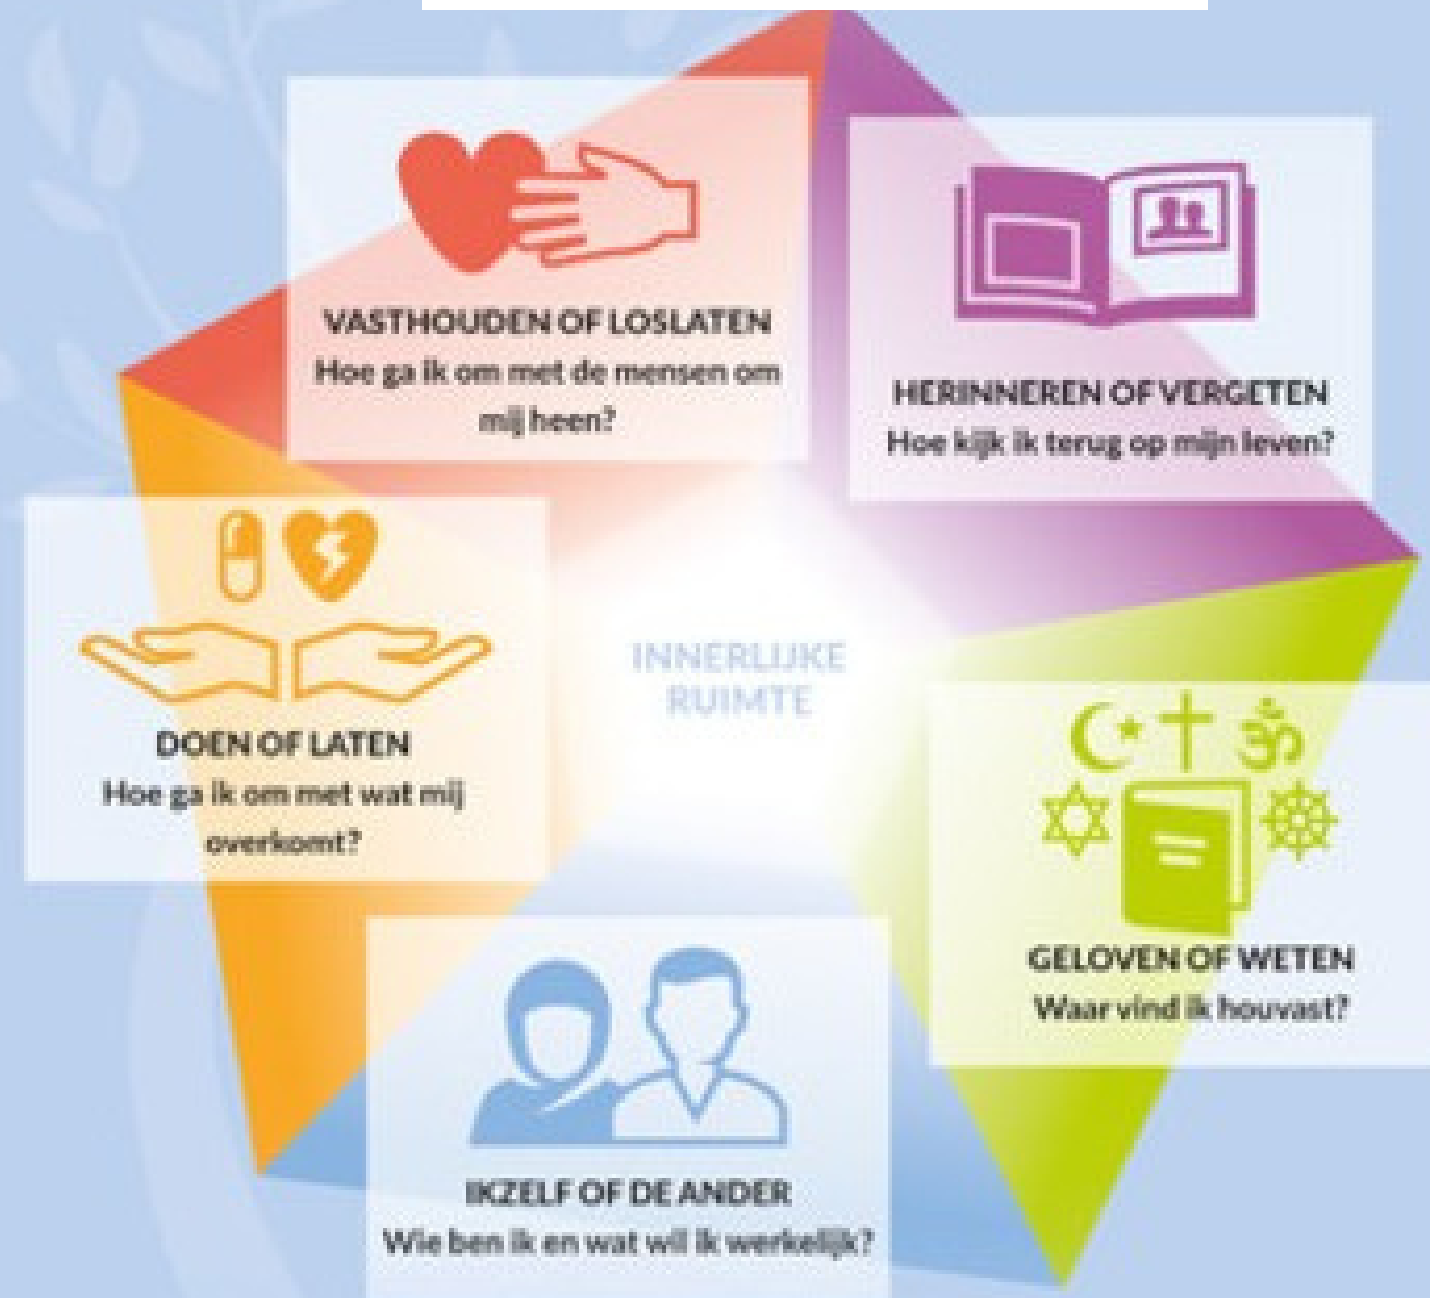 VASTHOUDEN OF LOSLATEN
Hoe ga ik om met de mensen om
mij heen?
HERINNEREN OF VERGETEN
Hoe kijk ik terug op mijn leven?
INNERLIJKE
RUIMTE
DOEN OF LATEN
Hoe ga ik om met wat mij
overkomt?
GELOVEN OF WETEN
Waar vind ik houvast?
IKZELF OF DE ANDER
Wie ben ik en wat wil ik werkelijk?